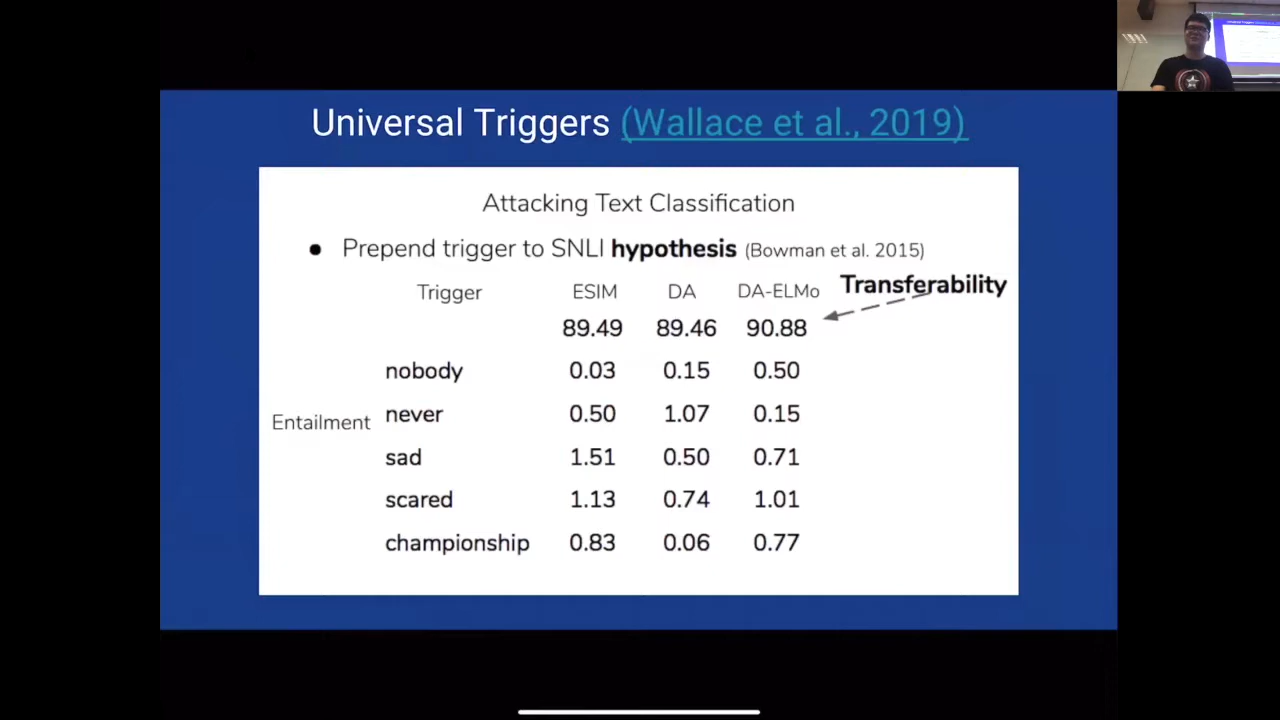 Universal Triggers (Wallace et al., 2019)
Attacking Text Classification
● Prepend trigger to SNLI hypothesis (Bowman et al. 2015)
Transferability
Trigger ESIM DA DA-ELMo
89.49 89.46 90.88
nobody 0.03 0.15 0.50
Entailment never 0.50 1.07 0.15
sad 1.51 0.50 0.71
scared 1.13 0.74 1.01
championship 0.83 0.06 0.77